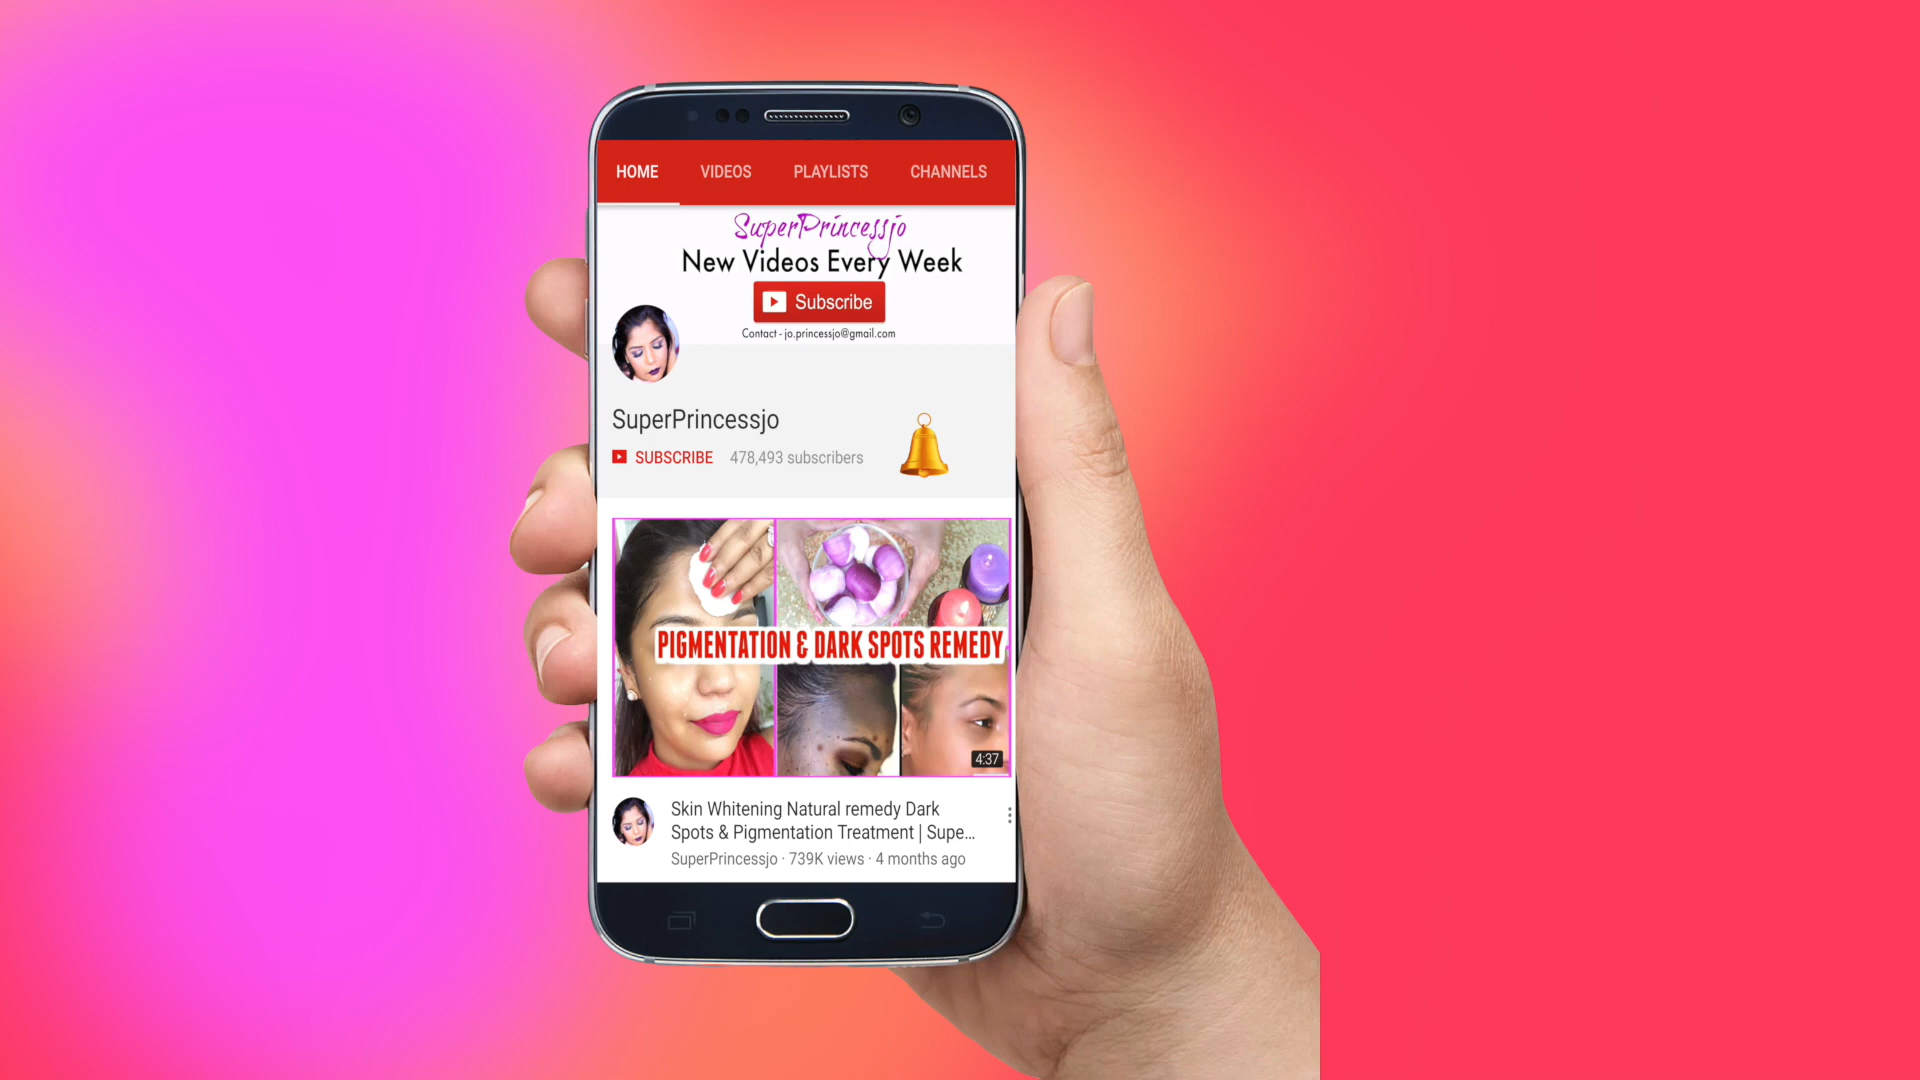 HOME VIDEOS PLAYLISTS CHANNELS
SuperPrincessjo
New Videos Every Week
Subscribe
Contact - jo.princessjo@gmail.com
SuperPrincessjo
SUBSCRIBE 478,493 subscribers
PIGMENTATION & DARK SPOTS REMEDY
4:37
Skin Whitening Natural remedy Dark
Spots & Pigmentation Treatment | Supe...
SuperPrincessjo · 739K views · 4 months ago